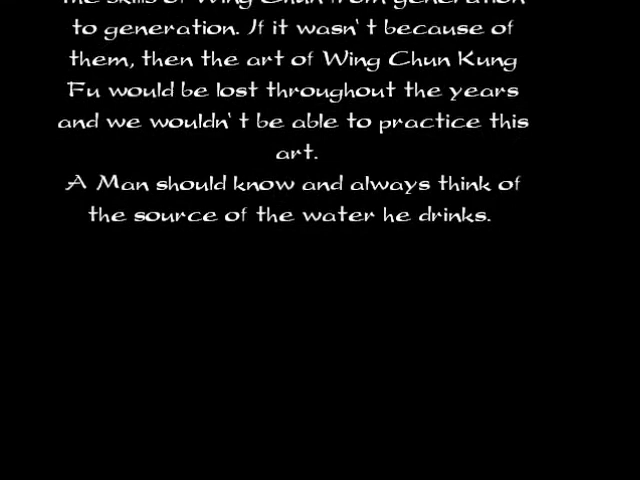 the skills of Wing Chun from generation
to generation. If it wasn't because of
them, then the art of Wing Chun Kung
Fu would be lost throughout the years
and we wouldn't be able to practice this
art.
A Man should know and always think of
the source of the water he drinks.